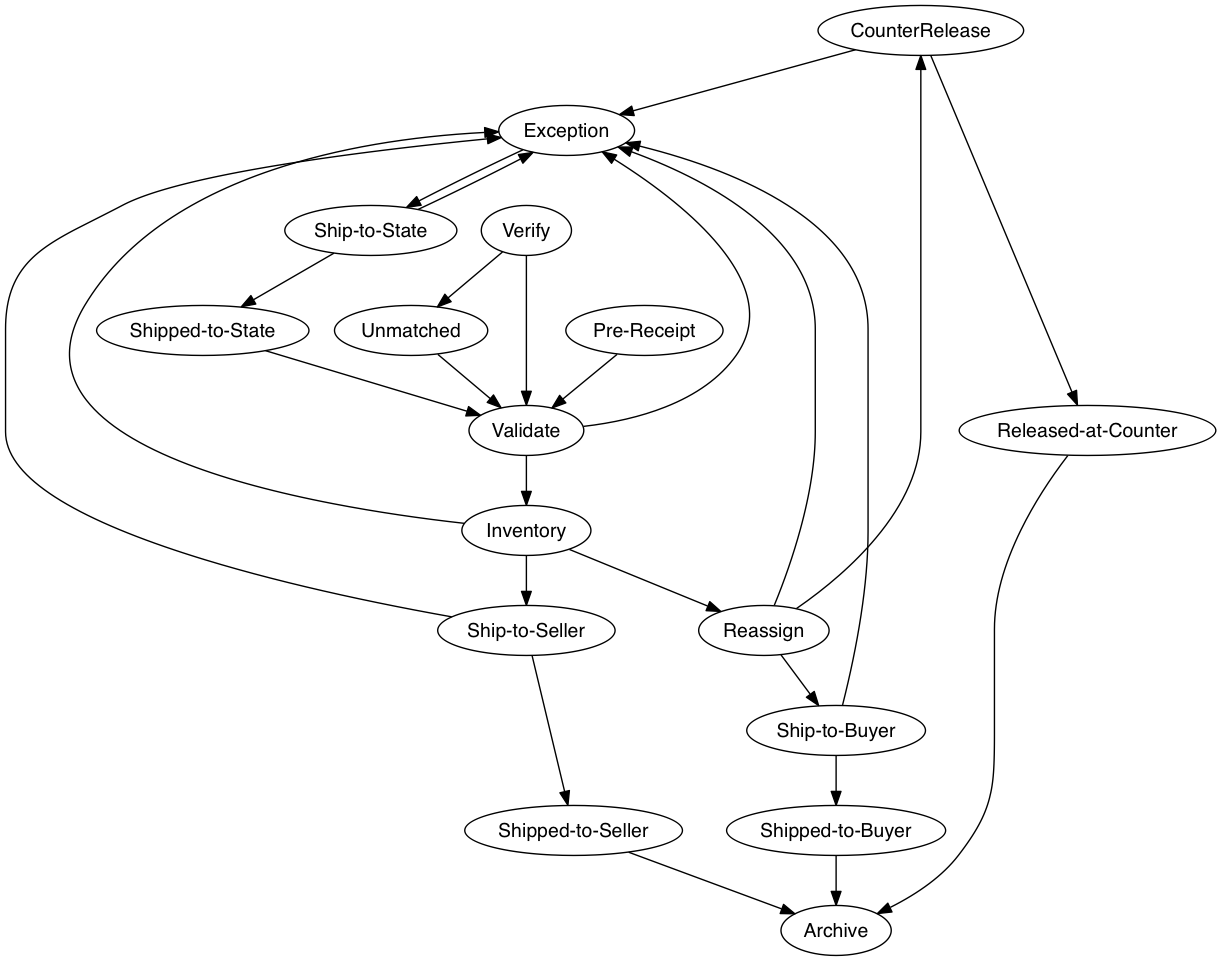 CounterRelease
Exception
Ship-to-State
Verify
Shipped-to-State
Unmatched
Pre-Receipt
Validate
Released-at-Counter
Inventory
Ship-to-Seller
Reassign
Ship-to-Buyer
Shipped-to-Seller
Shipped-to-Buyer
Archive